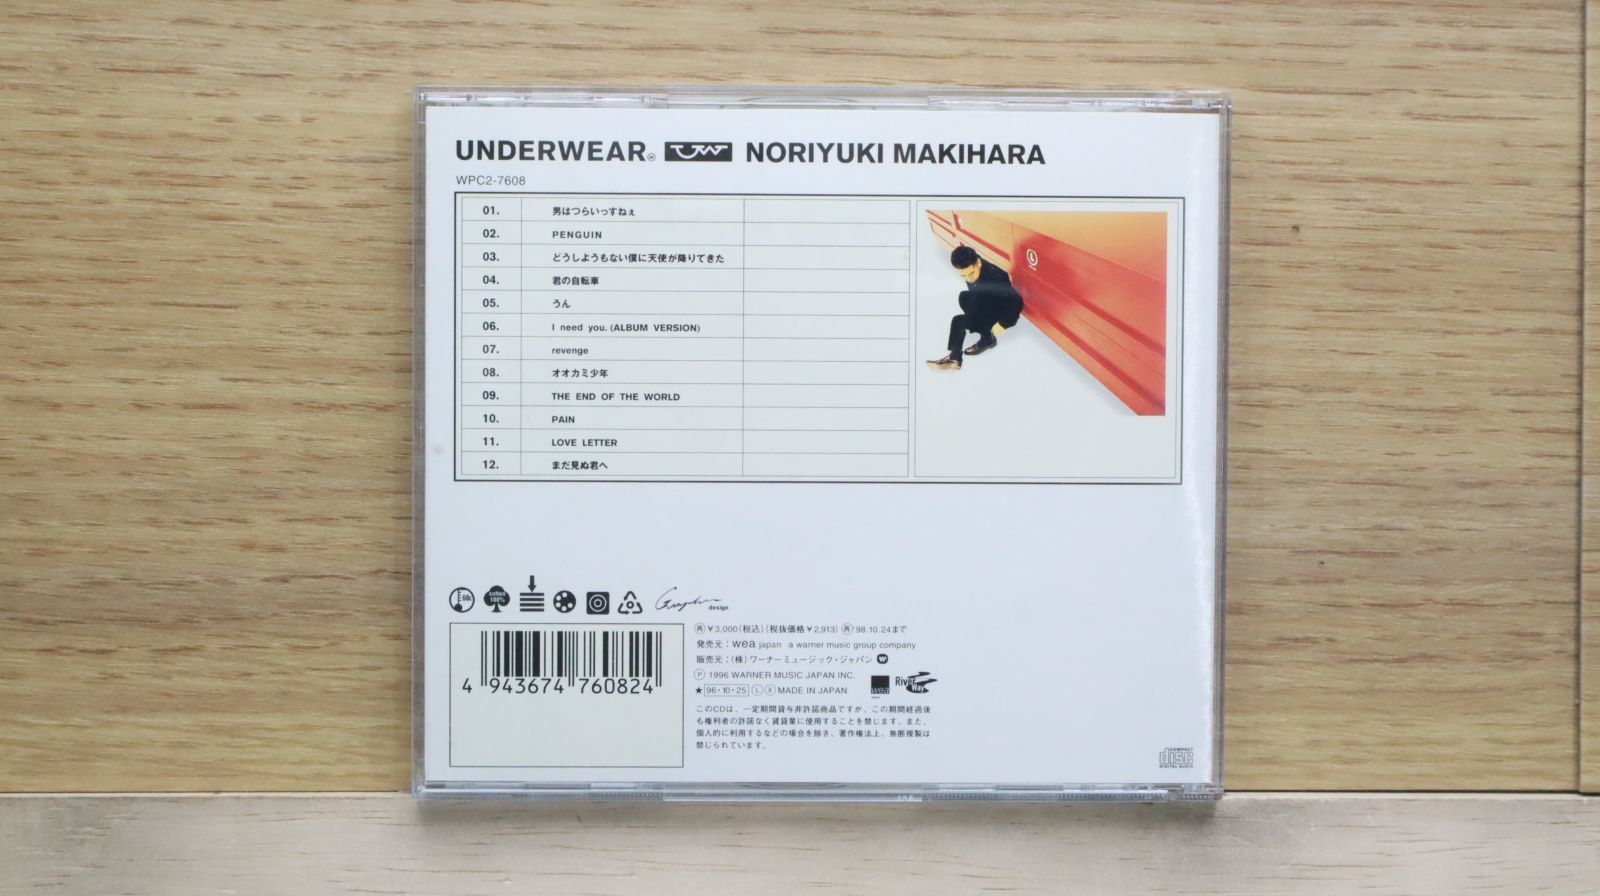 UNDERWEAR® UW NORIYUKI MAKIHARA
WPC2-7608
01. 男はつらいっすねぇ
02. PENGUIN
03. どうしようもない僕に天使が降りてきた
04. 君の自転車
05. うん
06. I need you. (ALBUM VERSION)
07. revenge
08. オオカミ少年
09. THE END OF THE WORLD
10. PAIN
11. LOVE LETTER
12. まだ見ぬ君へ
60c
cotton 100%
design
4 943674 760824
再¥3,000(税込)(税抜価格¥2,913)再'98.10.24まで
発売元:wea japan a warner music group company
販売元:(株)ワーナーミュージック・ジャパン
Ⓟ 1996 WARNER MUSIC JAPAN INC.
★ 96・10・25 Ⓛ Ⓧ MADE IN JAPAN
wea
River Way
このCDは、一定期間貸与非許諾商品ですが、この期間経過後
も権利者の許諾なく賃貸業に使用することを禁じます。また、
個人的に利用するなどの場合を除き、著作権法上、無断複製は
禁じられています。
COMPACT
disc
DIGITAL AUDIO